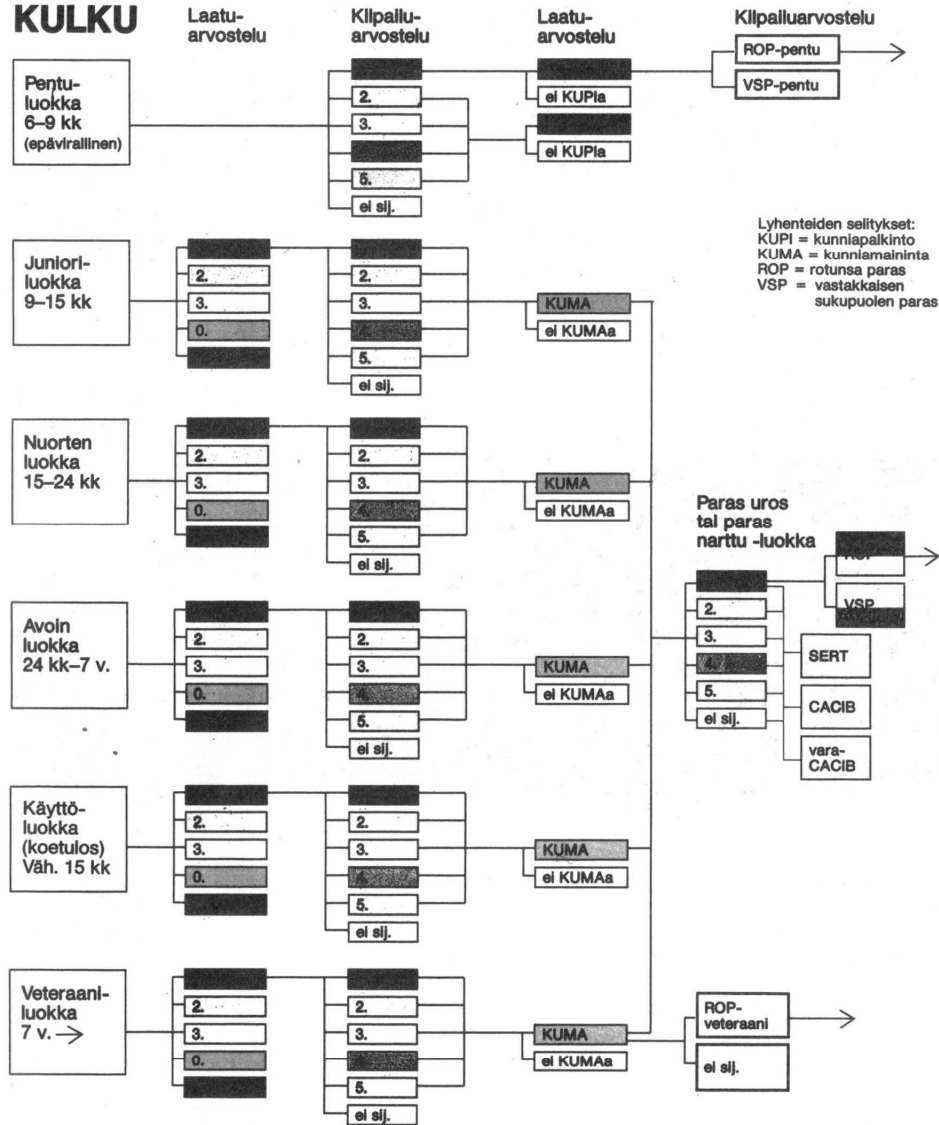 KULKU
Laatu-
arvostelu
Kilpailu-
arvostelu
Laatu-
arvostelu
Kilpailuarvostelu
Pentu-
luokka
6–9 kk
(epävirallinen)
2.
3.
5.
ei sij.
ei KUPIa
ei KUPIa
ROP-pentu
VSP-pentu
Lyhenteiden selitykset:
KUPI = kunniapalkinto
KUMA = kunniamaininta
ROP = rotunsa paras
VSP = vastakkaisen
sukupuolen paras
Juniori-
luokka
9–15 kk
2.
3.
0.
2.
3.
4.
5.
ei sij.
KUMA
ei KUMAa
Nuorten
luokka
15–24 kk
2.
3.
0.
2.
3.
4.
5.
ei sij.
KUMA
ei KUMAa
Avoin
luokka
24 kk–7 v.
2.
3.
0.
2.
3.
4.
5.
ei sij.
KUMA
ei KUMAa
Paras uros
tai paras
narttu -luokka
2.
3.
4.
5.
ei sij.
ROP
VSP
SERT
CACIB
vara-
CACIB
Käyttö-
luokka
(koetulos)
Väh. 15 kk
2.
3.
0.
2.
3.
4.
5.
ei sij.
KUMA
ei KUMAa
Veteraani-
luokka
7 v. →
2.
3.
0.
2.
3.
4.
5.
ei sij.
KUMA
ei KUMAa
ROP-
veteraani
ei sij.